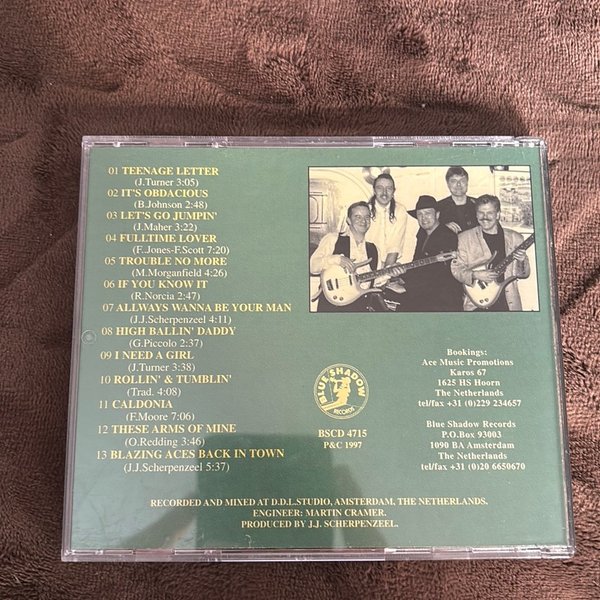 01 TEENAGE LETTER
(J.Turner 3:05)
02 IT'S OBDACIOUS
(B.Johnson 2:48)
03 LET'S GO JUMPIN'
(J.Maher 3:22)
04 FULLTIME LOVER
(F.Jones-F.Scott 7:20)
05 TROUBLE NO MORE
(M.Morganfield 4:26)
06 IF YOU KNOW IT
(R.Norcia 2:47)
07 ALLWAYS WANNA BE YOUR MAN
(J.J.Scherpenzeel 4:11)
08 HIGH BALLIN' DADDY
(G.Piccolo 2:37)
09 I NEED A GIRL
(J.Turner 3:38)
10 ROLLIN' & TUMBLIN'
(Trad. 4:08)
11 CALDONIA
(F.Moore 7:06)
12 THESE ARMS OF MINE
(O.Redding 3:46)
13 BLAZING ACES BACK IN TOWN
(J.J.Scherpenzeel 5:37)
BLUE SHADOW
RECORDS
BSCD 4715
P&C 1997
Bookings:
Ace Music Promotions
Karos 67
1625 HS Hoorn
The Netherlands
tel/fax +31 (0)229 234657
Blue Shadow Records
P.O.Box 93003
1090 BA Amsterdam
The Netherlands
tel/fax +31 (0)20 6650670
RECORDED AND MIXED AT D.D.L.STUDIO, AMSTERDAM, THE NETHERLANDS.
ENGINEER: MARTIN CRAMER.
PRODUCED BY J.J. SCHERPENZEEL.